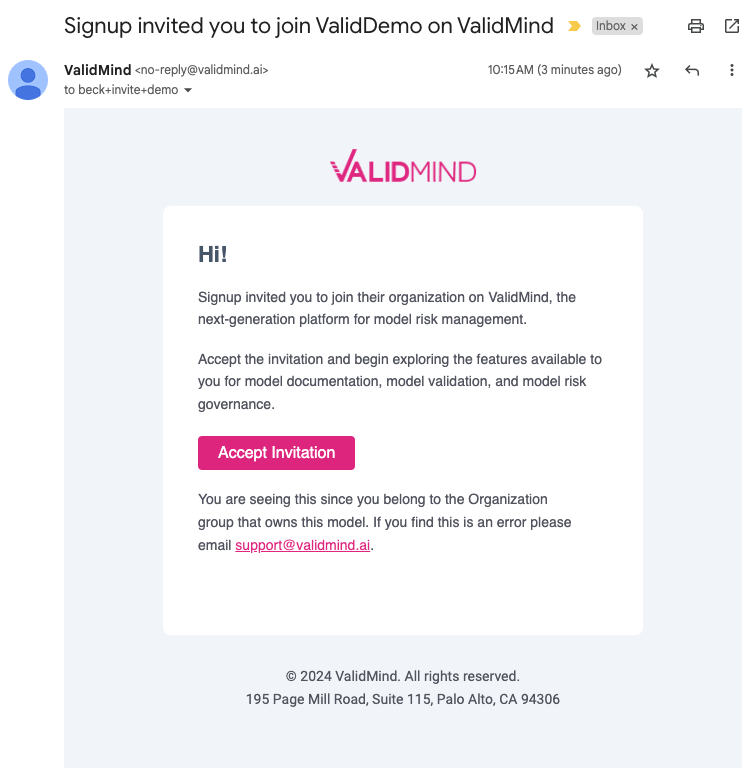 Signup invited you to join ValidDemo on ValidMind
Inbox ×
ValidMind <no-reply@validmind.ai>
10:15 AM (3 minutes ago)
to beck+invite+demo
VALIDMIND
Hi!
Signup invited you to join their organization on ValidMind, the
next-generation platform for model risk management.
Accept the invitation and begin exploring the features available to
you for model documentation, model validation, and model risk
governance.
Accept Invitation
You are seeing this since you belong to the Organization
group that owns this model. If you find this is an error please
email support@validmind.ai.
© 2024 ValidMind. All rights reserved.
195 Page Mill Road, Suite 115, Palo Alto, CA 94306